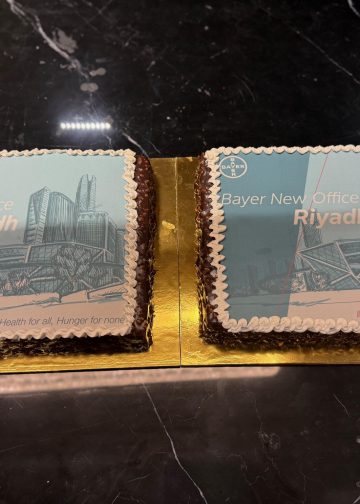 ce
dh
Health for all, Hunger for none
BAYER
Bayer New Office
Riyadh